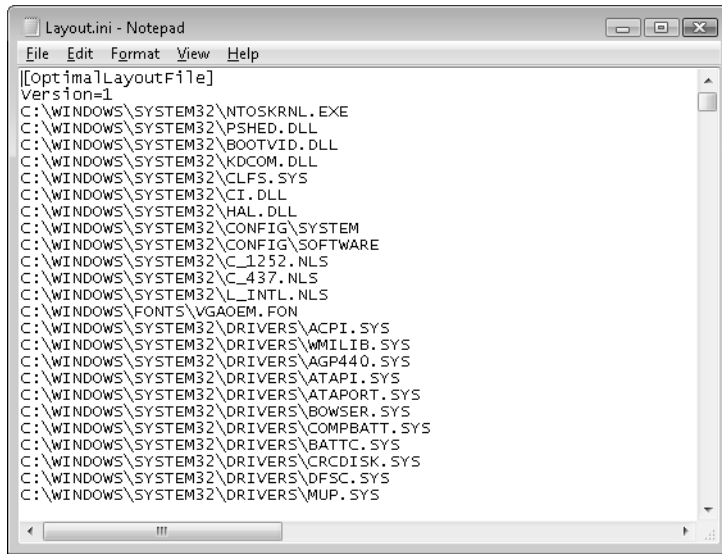 Layout.ini - Notepad
File Edit Format View Help
[OptimalLayoutFile]
Version=1
C:\WINDOWS\SYSTEM32\NTOSKRNL.EXE
C:\WINDOWS\SYSTEM32\PSHED.DLL
C:\WINDOWS\SYSTEM32\BOOTVID.DLL
C:\WINDOWS\SYSTEM32\KDCOM.DLL
C:\WINDOWS\SYSTEM32\CLFS.SYS
C:\WINDOWS\SYSTEM32\CI.DLL
C:\WINDOWS\SYSTEM32\HAL.DLL
C:\WINDOWS\SYSTEM32\CONFIG\SYSTEM
C:\WINDOWS\SYSTEM32\CONFIG\SOFTWARE
C:\WINDOWS\SYSTEM32\C_1252.NLS
C:\WINDOWS\SYSTEM32\C_437.NLS
C:\WINDOWS\SYSTEM32\L_INTL.NLS
C:\WINDOWS\FONTS\VGAOEM.FON
C:\WINDOWS\SYSTEM32\DRIVERS\ACPI.SYS
C:\WINDOWS\SYSTEM32\DRIVERS\WMILIB.SYS
C:\WINDOWS\SYSTEM32\DRIVERS\AGP440.SYS
C:\WINDOWS\SYSTEM32\DRIVERS\ATAPI.SYS
C:\WINDOWS\SYSTEM32\DRIVERS\ATAPORT.SYS
C:\WINDOWS\SYSTEM32\DRIVERS\BOWSER.SYS
C:\WINDOWS\SYSTEM32\DRIVERS\COMPBATT.SYS
C:\WINDOWS\SYSTEM32\DRIVERS\BATTC.SYS
C:\WINDOWS\SYSTEM32\DRIVERS\CRCDISK.SYS
C:\WINDOWS\SYSTEM32\DRIVERS\DFSC.SYS
C:\WINDOWS\SYSTEM32\DRIVERS\MUP.SYS